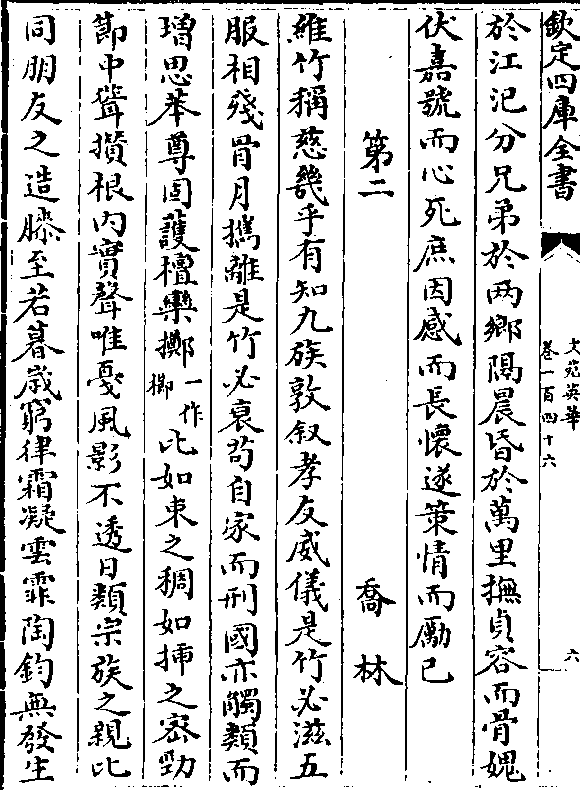 欽定四庫全書
文苑英華
卷一百四十六
六
於江汜分兄弟於兩鄉隔晨昏於萬里撫貞容而骨媿
伏嘉號而心死庶因感而長懷遂策情而勵己
第二
喬林
維竹稱慈幾乎有知九族敦叙孝友威儀是竹必滋五
服相殘骨月攜離是竹必衰苟自家而刑國亦觸類而
增思萃尊固護檀欒擲一作擲比如束之稠如插之密勁
節中聳攢根內實聲唯戛風影不透日類宗族之親比
同朋友之造膝至若暮歲窮律霜凝雲霏陶鈞無發生